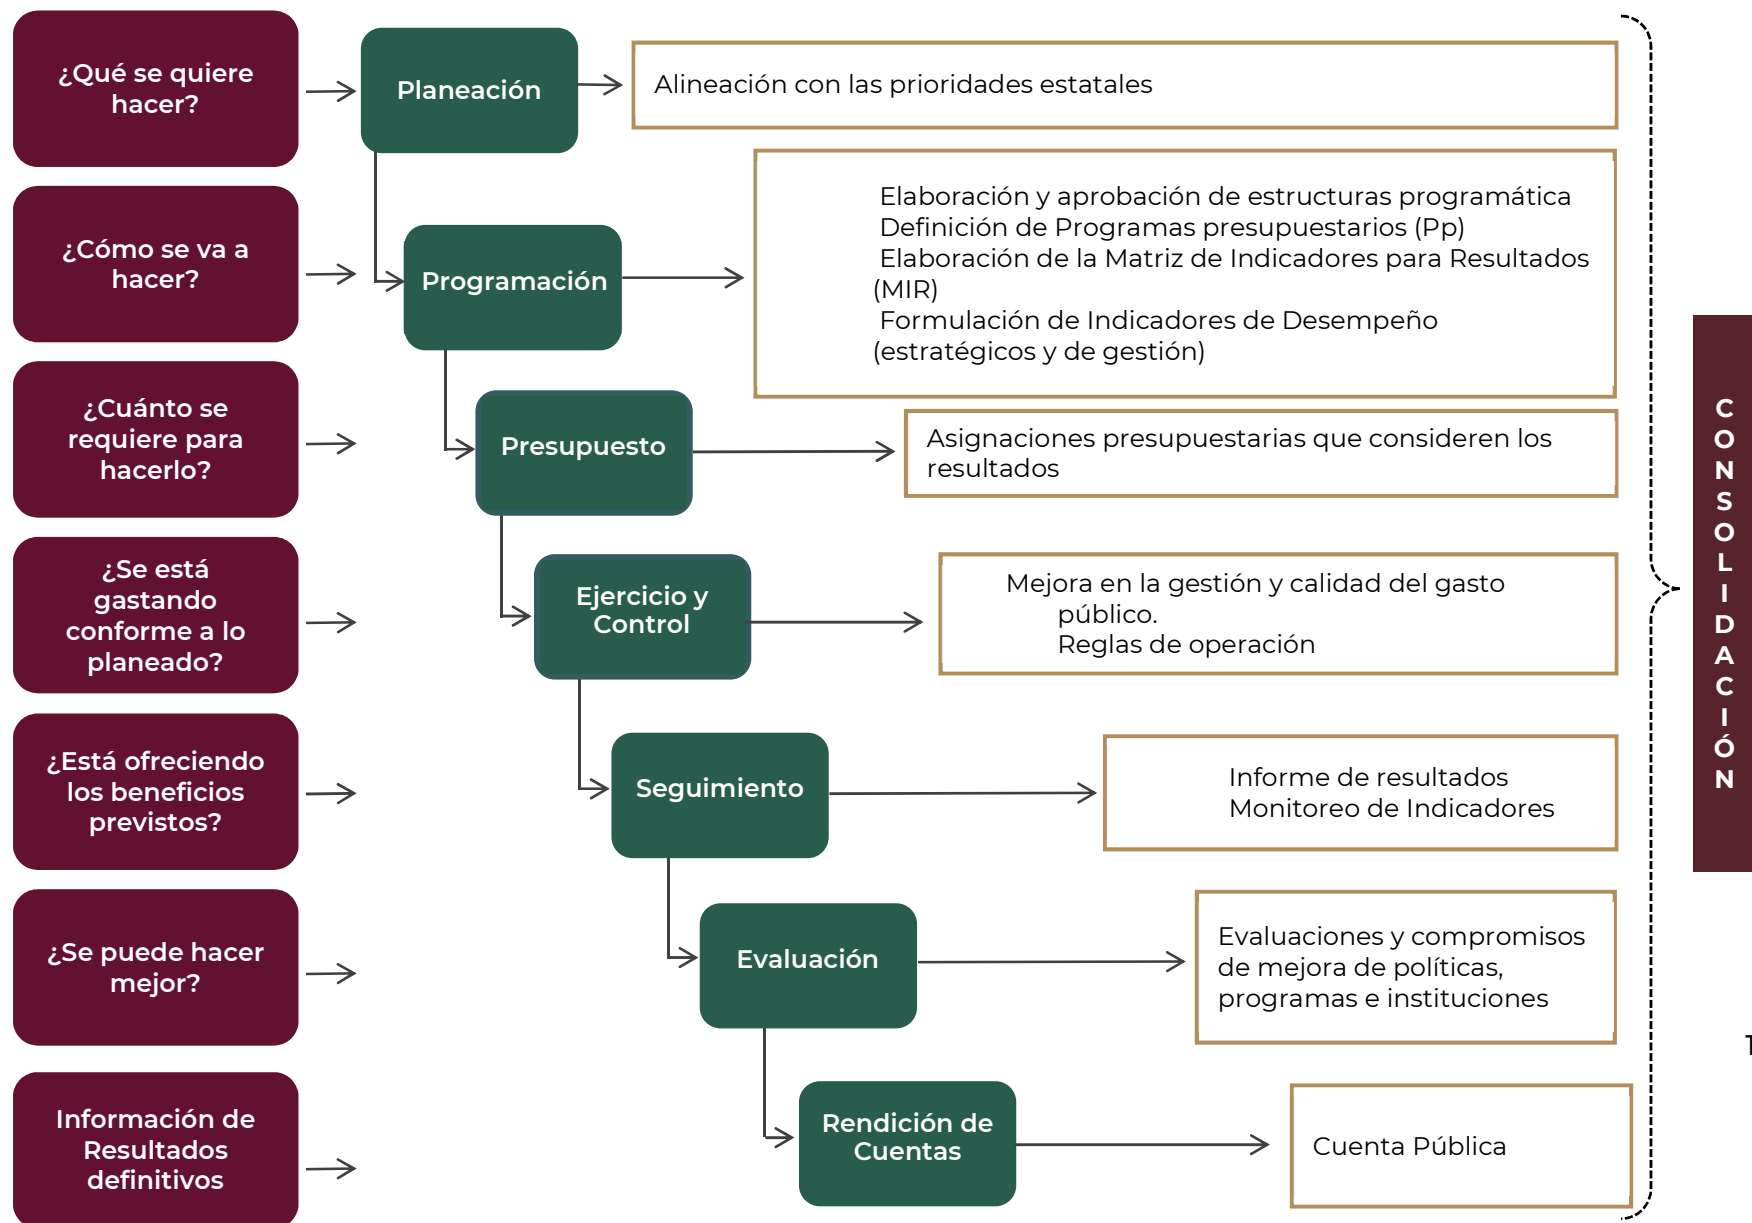 ¿Qué se quiere
hacer?
Planeación
Alineación con las prioridades estatales
¿Cómo se va a
hacer?
Programación
Elaboración y aprobación de estructuras programática
Definición de Programas presupuestarios (Pp)
Elaboración de la Matriz de Indicadores para Resultados
(MIR)
Formulación de Indicadores de Desempeño
(estratégicos y de gestión)
¿Cuánto se
requiere para
hacerlo?
Presupuesto
Asignaciones presupuestarias que consideren los
resultados
¿Se está
gastando
conforme a lo
planeado?
Ejercicio y
Control
Mejora en la gestión y calidad del gasto
público.
Reglas de operación
¿Está ofreciendo
los beneficios
previstos?
Seguimiento
Informe de resultados
Monitoreo de Indicadores
¿Se puede hacer
mejor?
Evaluación
Evaluaciones y compromisos
de mejora de políticas,
programas e instituciones
Información de
Resultados
definitivos
Rendición de
Cuentas
Cuenta Pública
CONSOLIDACIÓN